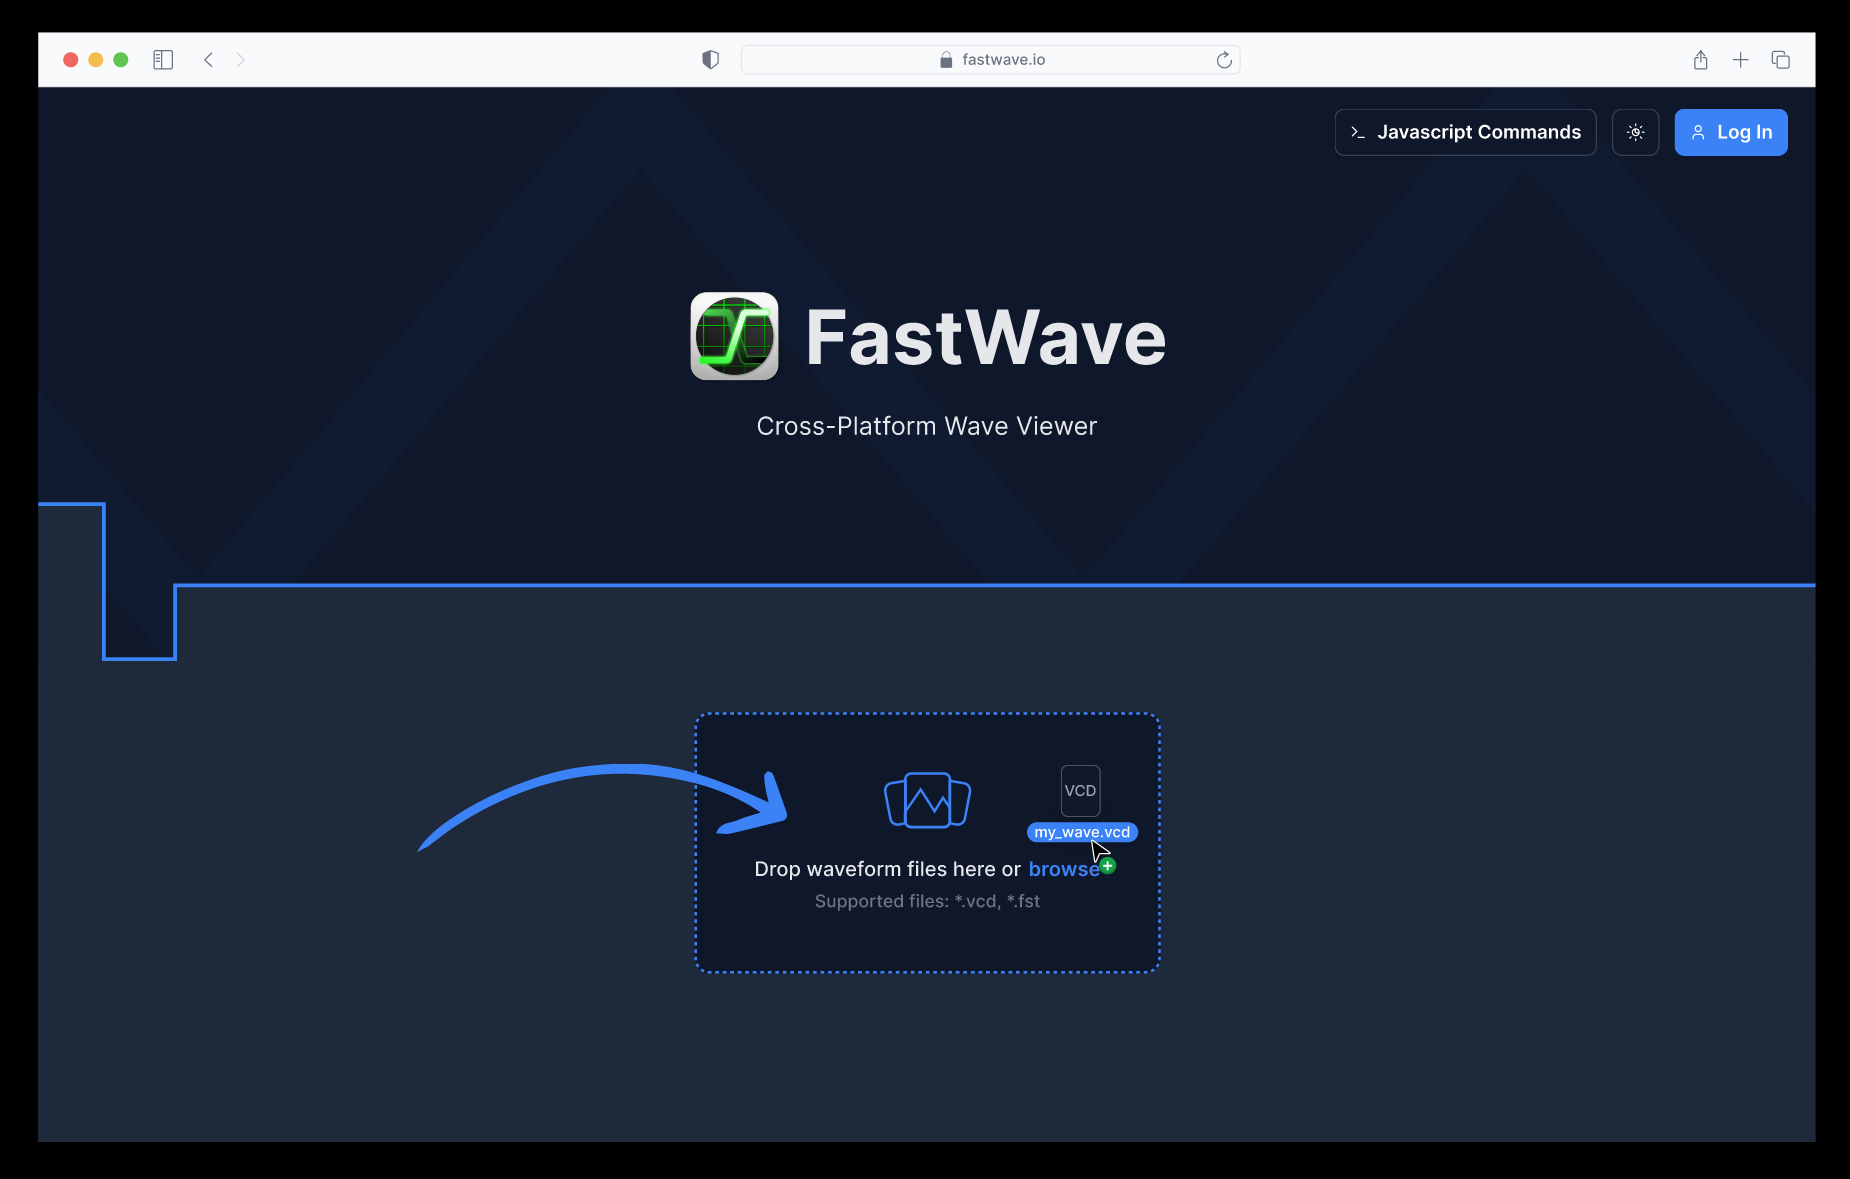 fastwave.io
>_ Javascript Commands
Log In
FastWave
Cross-Platform Wave Viewer
VCD
my_wave.vcd
Drop waveform files here or browse
Supported files: *.vcd, *.fst